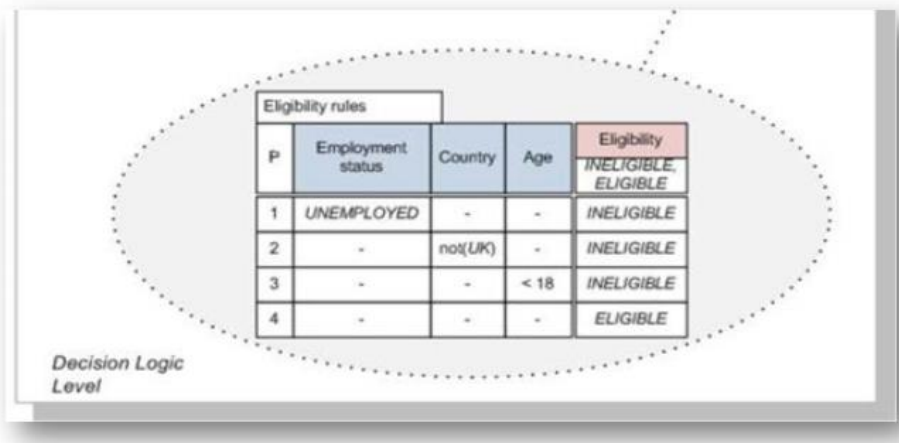 Eligibility rules
P Employment status Country Age Eligibility
INELIGIBLE, ELIGIBLE
1 UNEMPLOYED - - INELIGIBLE
2 - not(UK) - INELIGIBLE
3 - - < 18 INELIGIBLE
4 - - - ELIGIBLE
Decision Logic
Level